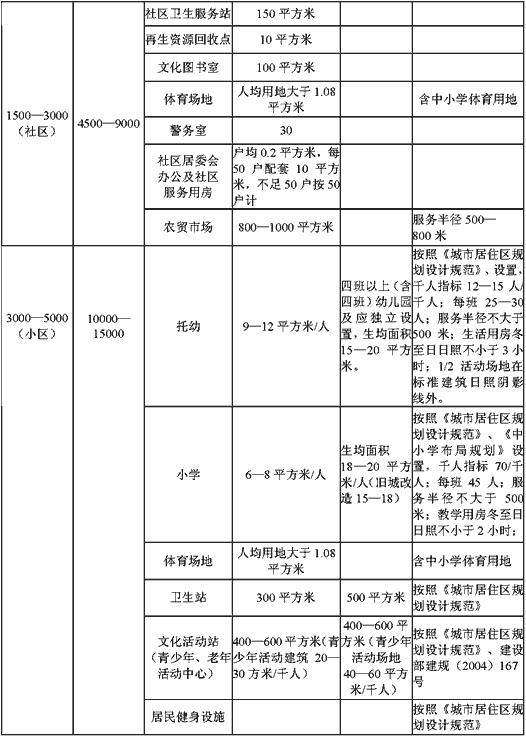 社区卫生服务站 150 平方米
再生资源回收点 10 平方米
文化图书室 100 平方米
1500—3000
（社区）
4500—9000
体育场地
人均用地大于 1.08
平方米
含中小学体育用地
警务室 30
社区居委会
办公及社区
服务用房
户均 0.2 平方米，每
50 户配套 10 平方
米，不足 50 户按 50
户计
农贸市场 800—1000 平方米
服务半径 500—
800 米
3000—5000
（小区）
10000—
15000
托幼
9—12 平方米/人
四班以上（含
四班）幼儿园
及应独立设
置，生均面积
15—20 平方
米。
按照《城市居住区规
划设计规范》、设置，
千人指标 12—15 人/
千人；每班 25—30
人；服务半径不大于
500 米；生活用房冬
至日日照不小于 3 小
时；1/2 活动场地在
标准建筑日照阴影
线外。
小学
6—8 平方米/人
生均面积
18—20 平方
米/人（旧城改
造 15—18）
按照《城市居住区规
划设计规范》、《中
小学布局规划》设
置，千人指标 70/千
人；每班 45 人；服
务半径不大于 500
米；教学用房冬至日
日照不小于 2 小时；
体育场地
人均用地大于 1.08
平方米
含中小学体育用地
卫生站 300 平方米 500 平方米
按照《城市居住区规
划设计规范》
文化活动站
（青少年、老年
活动中心）
400—600 平方米（青
少年活动建筑 20—
30 方米/千人）
400—600 平
方米（青少年
活动场地
40—60 平方
米/千人）
按照《城市居住区规
划设计规范》、建设
部建规（2004）167
号
居民健身设施
按照《城市居住区规
划设计规范》